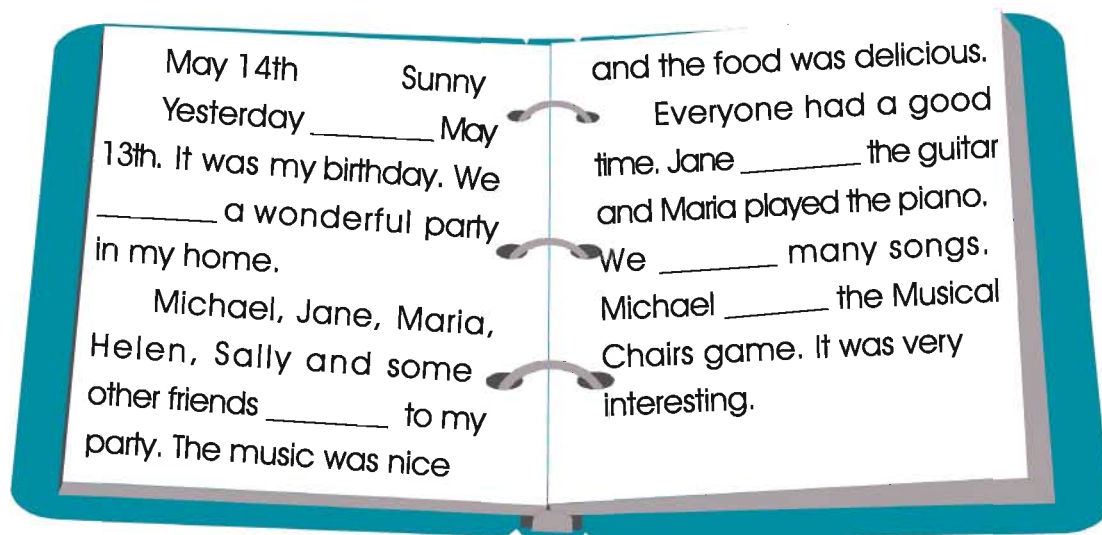 May 14th Sunny
Yesterday ________ May
13th. It was my birthday. We
________ a wonderful party
in my home.
Michael, Jane, Maria,
Helen, Sally and some
other friends ________ to my
party. The music was nice
and the food was delicious.
Everyone had a good
time. Jane ________ the guitar
and Maria played the piano.
We ________ many songs.
Michael ________ the Musical
Chairs game. It was very
interesting.